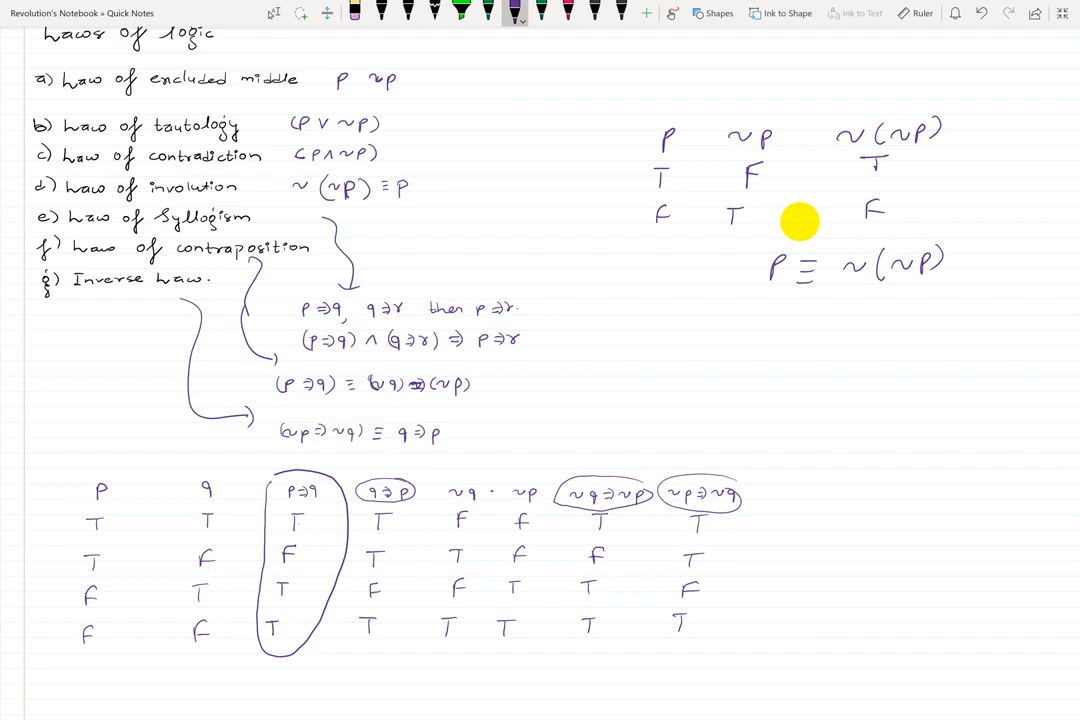 Revolution's Notebook » Quick Notes
Shapes
Ink to Shape
Ink to Text
Ruler
Laws of logic
a) Law of excluded middle p ~p
b) Law of tautology (p ∨ ~p)
c) Law of contradiction (p ∧ ~p)
d) Law of involution ~(~p) ≡ p
e) Law of Syllogism
f) Law of contraposition
g) Inverse Law.
p ~p ~(~p)
T F T
F T F
p ≡ ~(~p)
p ⇒ q, q ⇒ r then p ⇒ r.
(p ⇒ q) ∧ (q ⇒ r) ⇒ p ⇒ r
(p ⇒ q) ≡ (~q) ⇒ (~p)
(~p ⇒ ~q) ≡ q ⇒ p
p q p ⇒ q q ⇒ p ~q · ~p ~q ⇒ ~p ~p ⇒ ~q
T T T T F f T T
T F F T T F F T
F T T F F T T F
F F T T T T T T